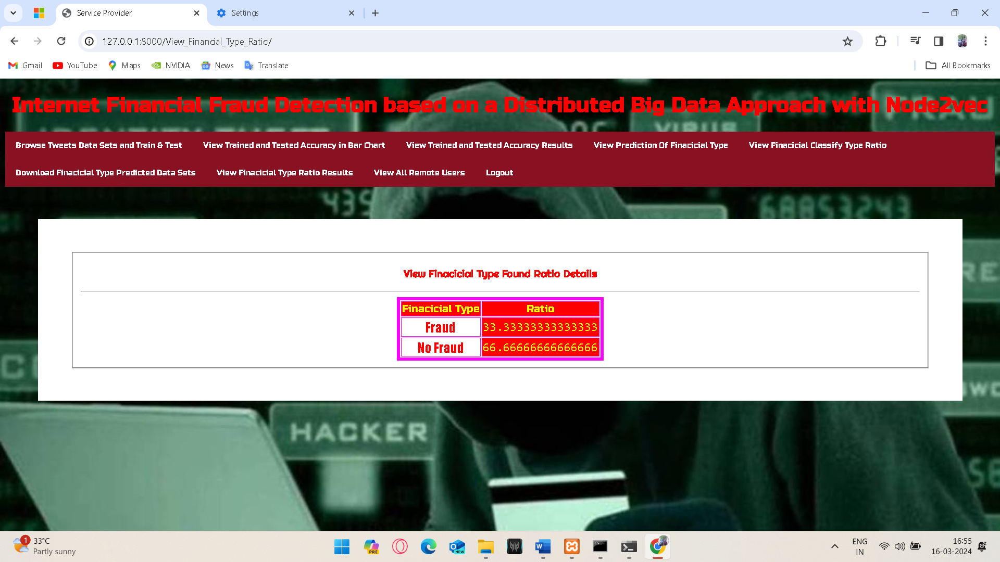 Service Provider
Settings
127.0.0.1:8000/View_Financial_Type_Ratio/
Gmail YouTube Maps NVIDIA News Translate All Bookmarks
Internet Financial Fraud Detection based on a Distributed Big Data Approach with Node2vec
Browse Tweets Data Sets and Train & Test View Trained and Tested Accuracy in Bar Chart View Trained and Tested Accuracy Results View Prediction Of Finacicial Type View Finacicial Classify Type Ratio
Download Finacicial Type Predicted Data Sets View Finacicial Type Ratio Results View All Remote Users Logout
435
68853243
View Finacicial Type Found Ratio Details
Finacicial Type Ratio
Fraud 33.33333333333333
No Fraud 66.66666666666666
HACKER
1
33°C
Partly sunny
PRE
NEW
ENG
IN
16:55
16-03-2024